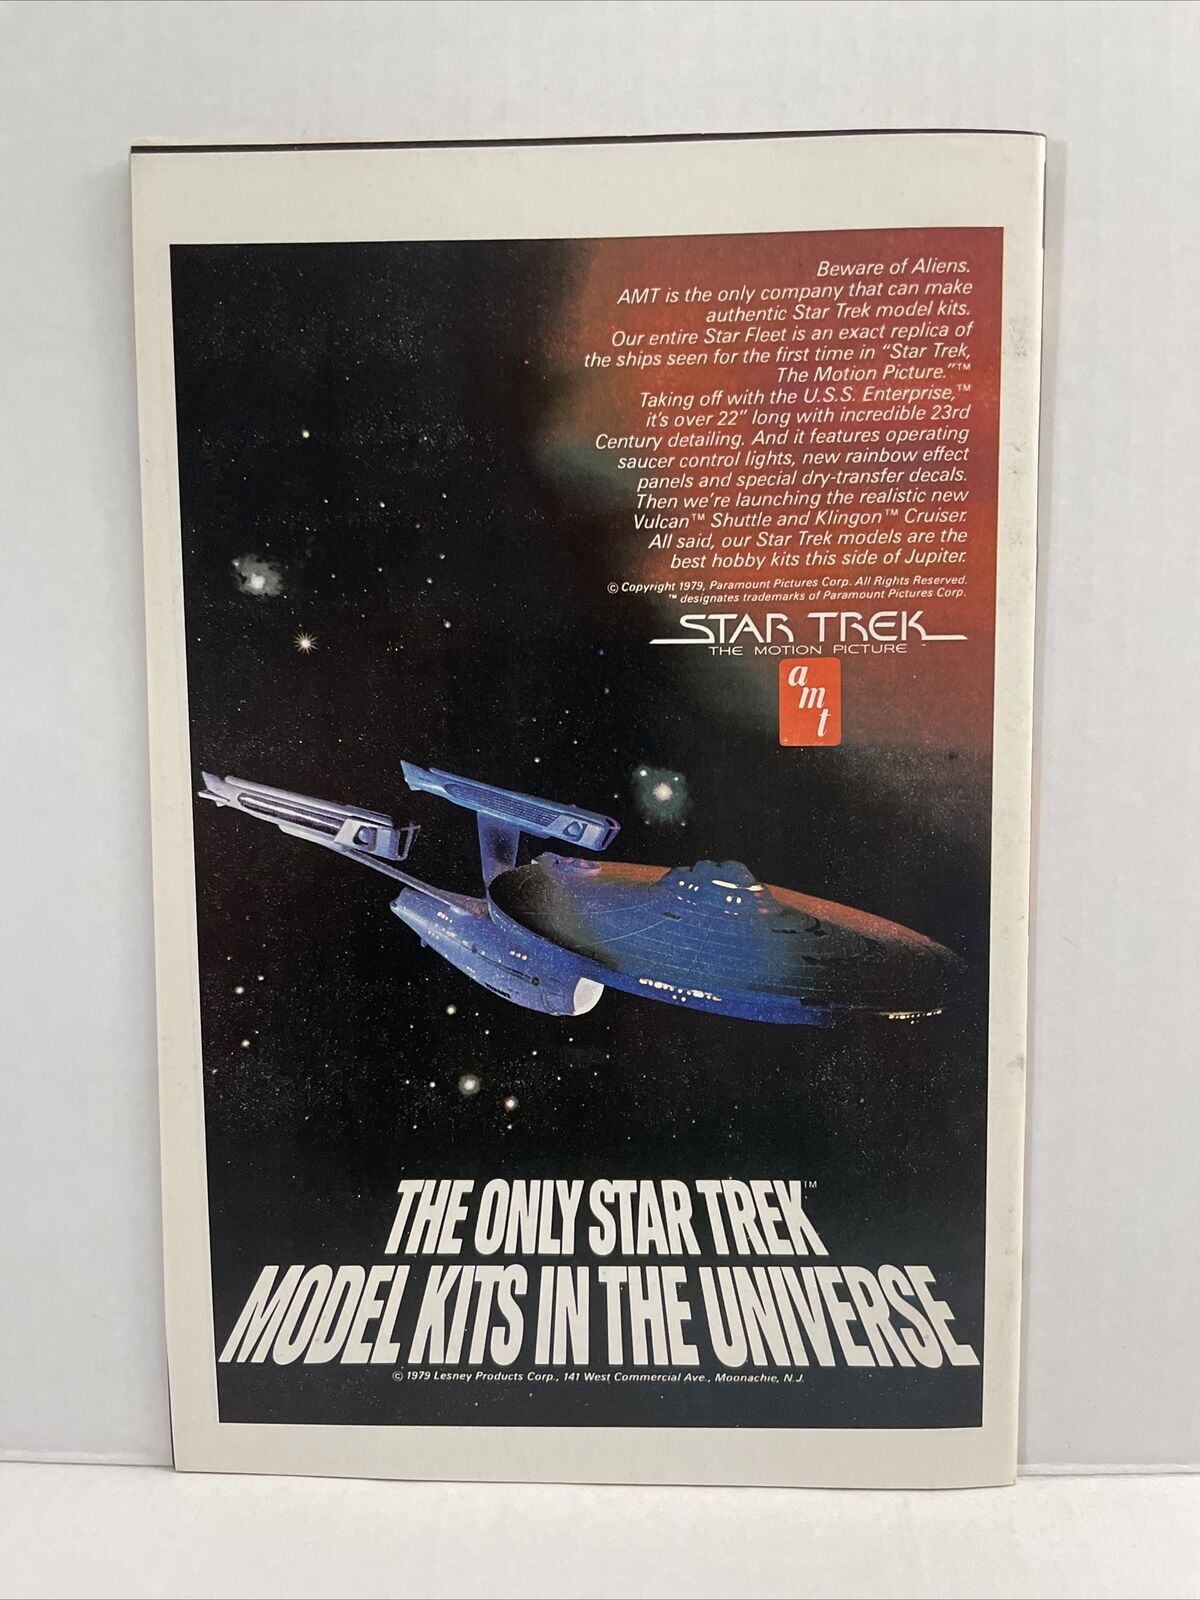 Beware of Aliens.
AMT is the only company that can make
authentic Star Trek model kits.
Our entire Star Fleet is an exact replica of
the ships seen for the first time in "Star Trek,
The Motion Picture."™
Taking off with the U.S.S. Enterprise,™
it's over 22" long with incredible 23rd
Century detailing. And it features operating
saucer control lights, new rainbow effect
panels and special dry-transfer decals.
Then we're launching the realistic new
Vulcan™ Shuttle and Klingon™ Cruiser.
All said, our Star Trek models are the
best hobby kits this side of Jupiter.
© Copyright 1979, Paramount Pictures Corp. All Rights Reserved.
™ designates trademarks of Paramount Pictures Corp.
STAR TREK
THE MOTION PICTURE™
amt
THE ONLY STAR TREK™
MODEL KITS IN THE UNIVERSE
© 1979 Lesney Products Corp., 141 West Commercial Ave., Moonachie, N.J.